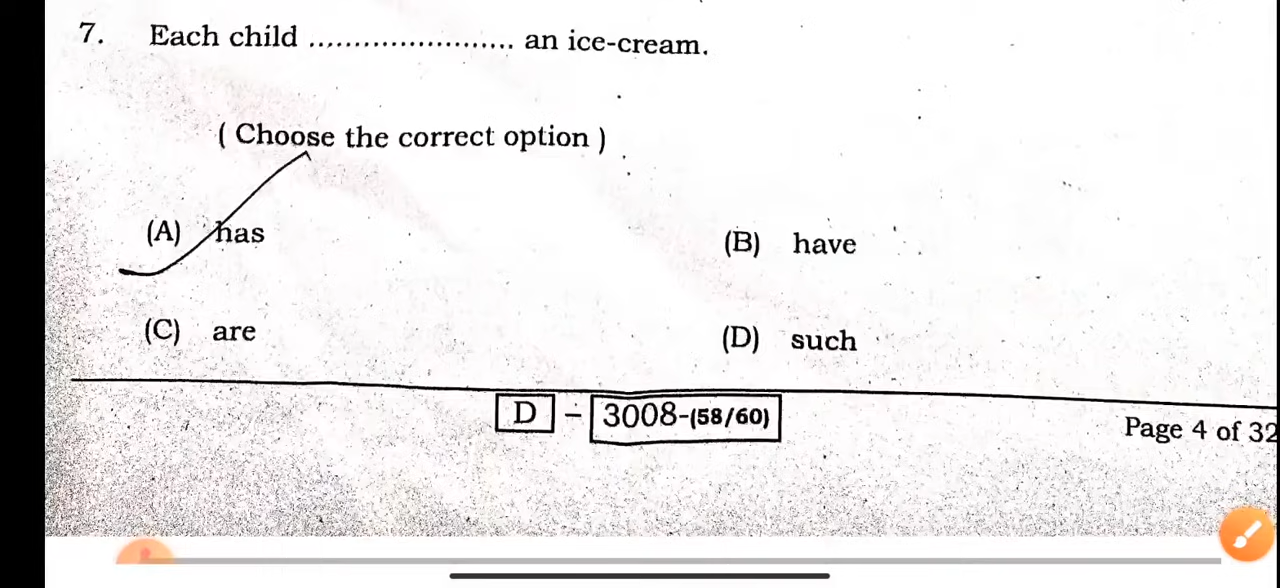 7. Each child ........................ an ice-cream.
( Choose the correct option )
(A) has
(B) have
(C) are
(D) such
D - 3008-(58/60)
Page 4 of 32